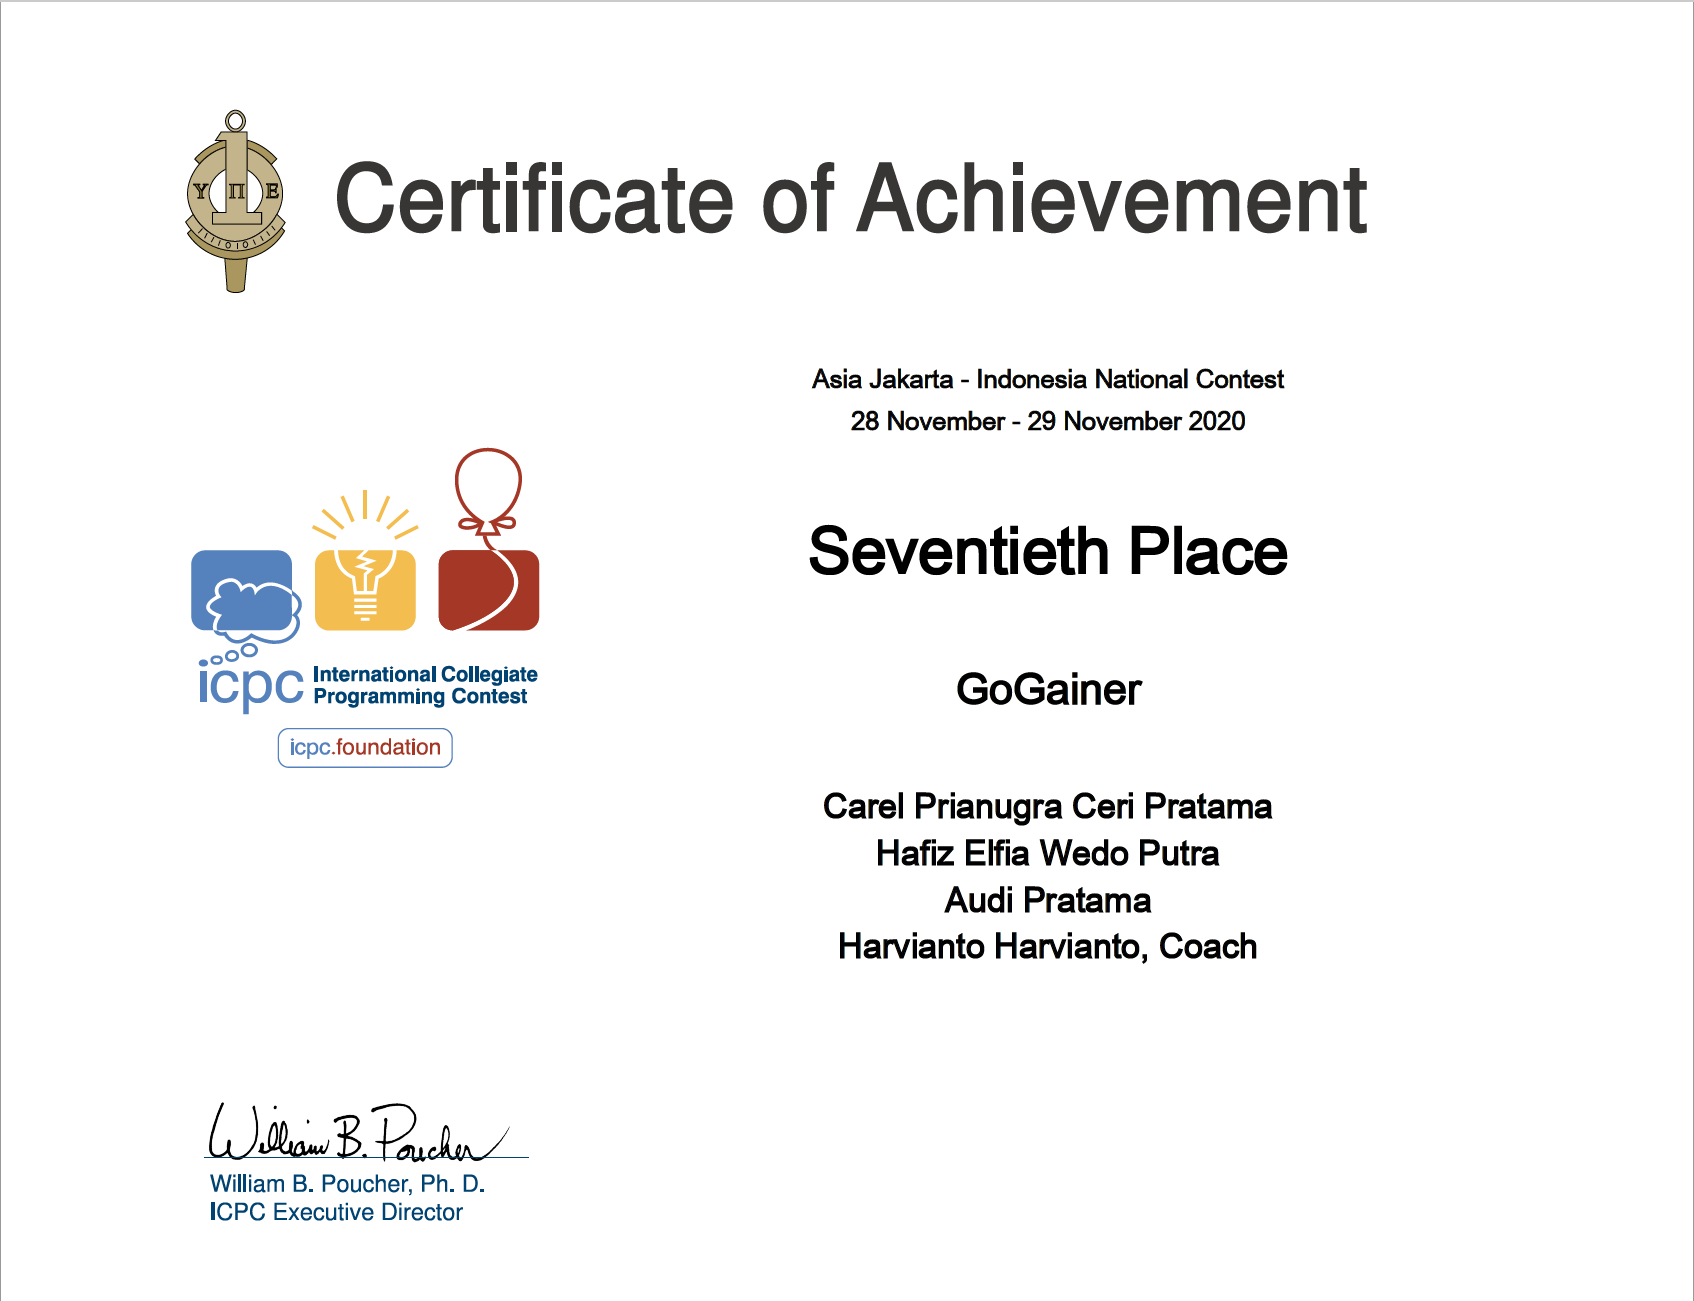 Υ Π Ε
111101011111
Certificate of Achievement
Asia Jakarta - Indonesia National Contest
28 November - 29 November 2020
Seventieth Place
GoGainer
Carel Prianugra Ceri Pratama
Hafiz Elfia Wedo Putra
Audi Pratama
Harvianto Harvianto, Coach
icpc International Collegiate
Programming Contest
icpc.foundation
William B. Poucher
William B. Poucher, Ph. D.
ICPC Executive Director